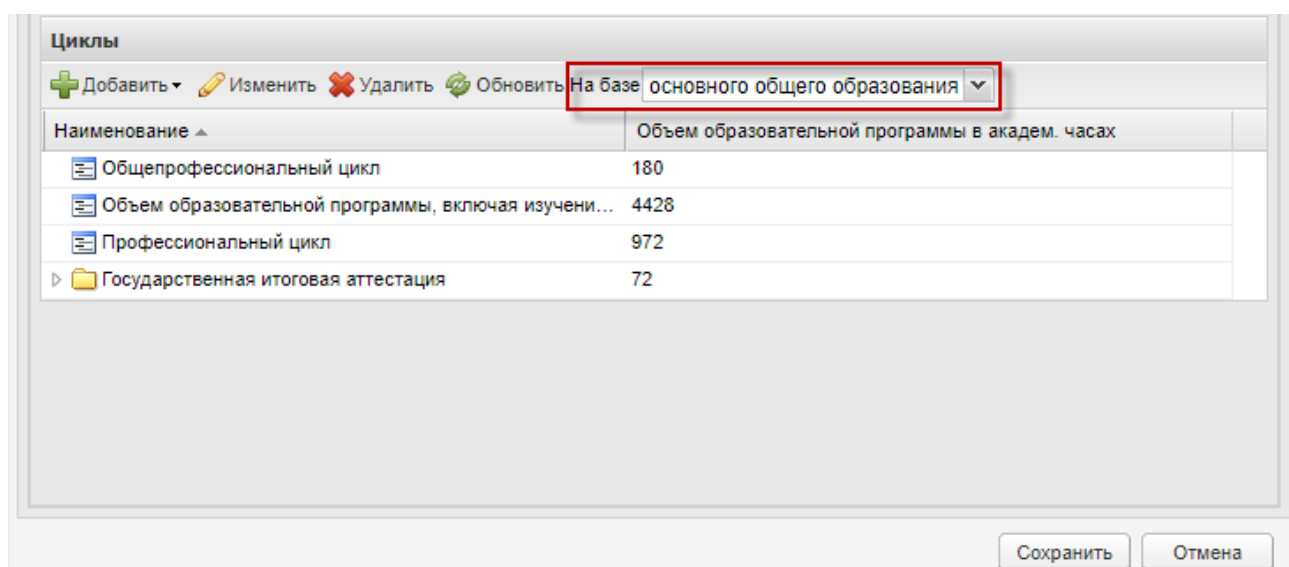 Циклы
Добавить Изменить Удалить Обновить На базе основного общего образования
Наименование Объем образовательной программы в академ. часах
Общепрофессиональный цикл 180
Объем образовательной программы, включая изучени... 4428
Профессиональный цикл 972
Государственная итоговая аттестация 72
Сохранить Отмена